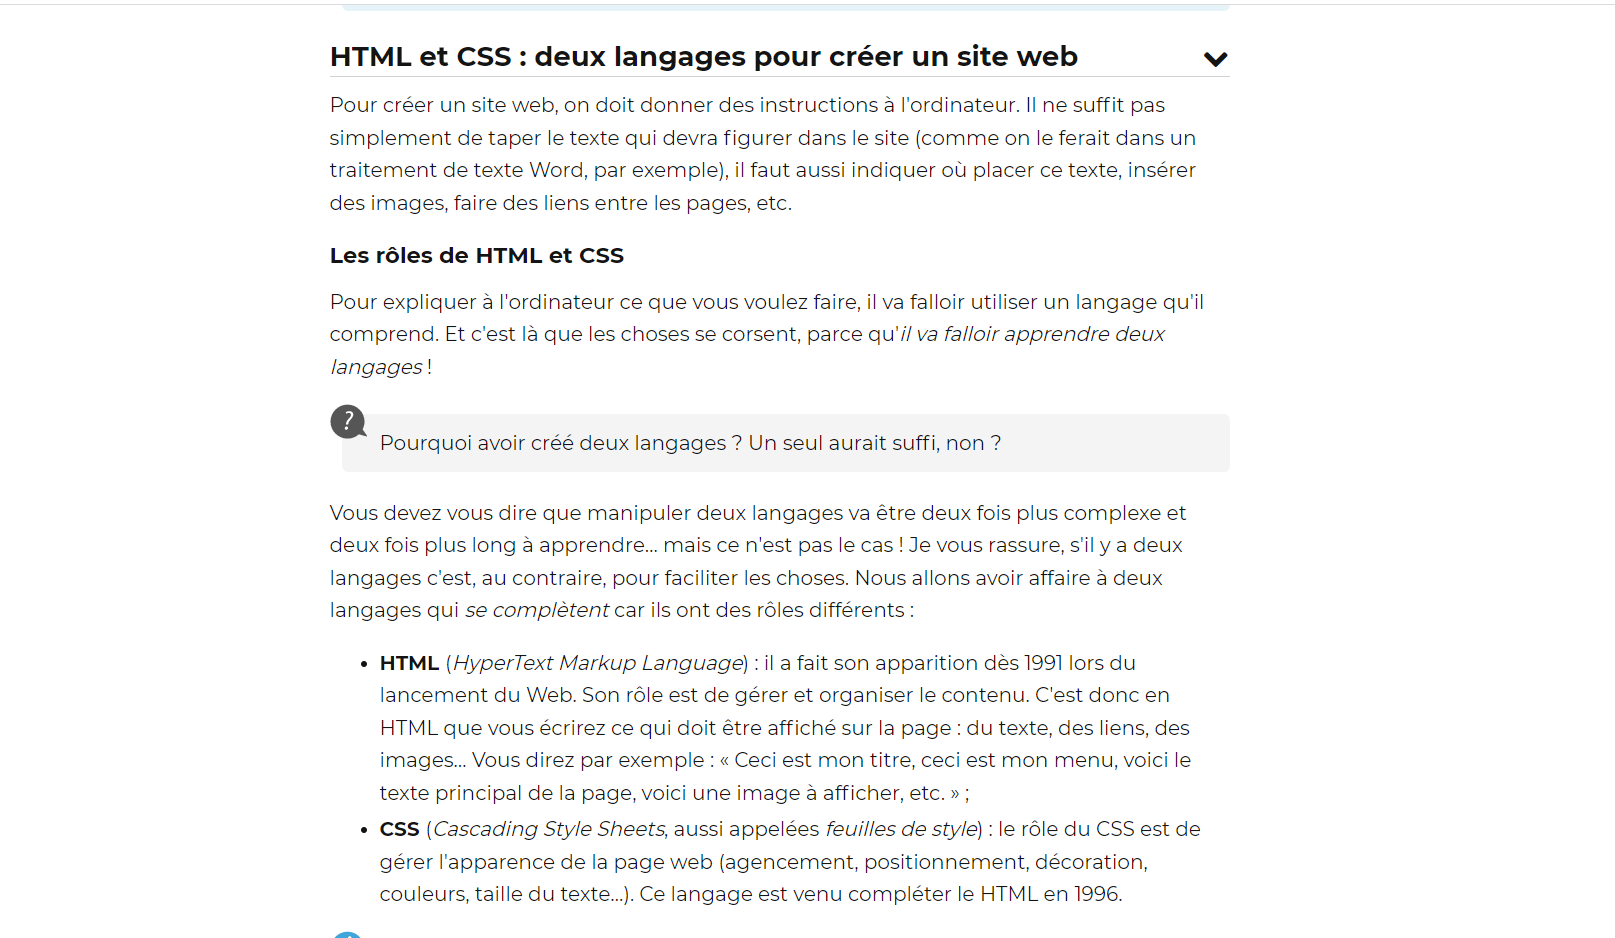 HTML et CSS : deux langages pour créer un site web
Pour créer un site web, on doit donner des instructions à l'ordinateur. Il ne suffit pas
simplement de taper le texte qui devra figurer dans le site (comme on le ferait dans un
traitement de texte Word, par exemple), il faut aussi indiquer où placer ce texte, insérer
des images, faire des liens entre les pages, etc.
Les rôles de HTML et CSS
Pour expliquer à l'ordinateur ce que vous voulez faire, il va falloir utiliser un langage qu'il
comprend. Et c'est là que les choses se corsent, parce qu'il va falloir apprendre deux
langages !
?
Pourquoi avoir créé deux langages ? Un seul aurait suffi, non ?
Vous devez vous dire que manipuler deux langages va être deux fois plus complexe et
deux fois plus long à apprendre... mais ce n'est pas le cas ! Je vous rassure, s'il y a deux
langages c'est, au contraire, pour faciliter les choses. Nous allons avoir affaire à deux
langages qui se complètent car ils ont des rôles différents :
• HTML (HyperText Markup Language) : il a fait son apparition dès 1991 lors du
lancement du Web. Son rôle est de gérer et organiser le contenu. C'est donc en
HTML que vous écrirez ce qui doit être affiché sur la page : du texte, des liens, des
images... Vous direz par exemple : « Ceci est mon titre, ceci est mon menu, voici le
texte principal de la page, voici une image à afficher, etc. » ;
• CSS (Cascading Style Sheets, aussi appelées feuilles de style) : le rôle du CSS est de
gérer l'apparence de la page web (agencement, positionnement, décoration,
couleurs, taille du texte...). Ce langage est venu compléter le HTML en 1996.